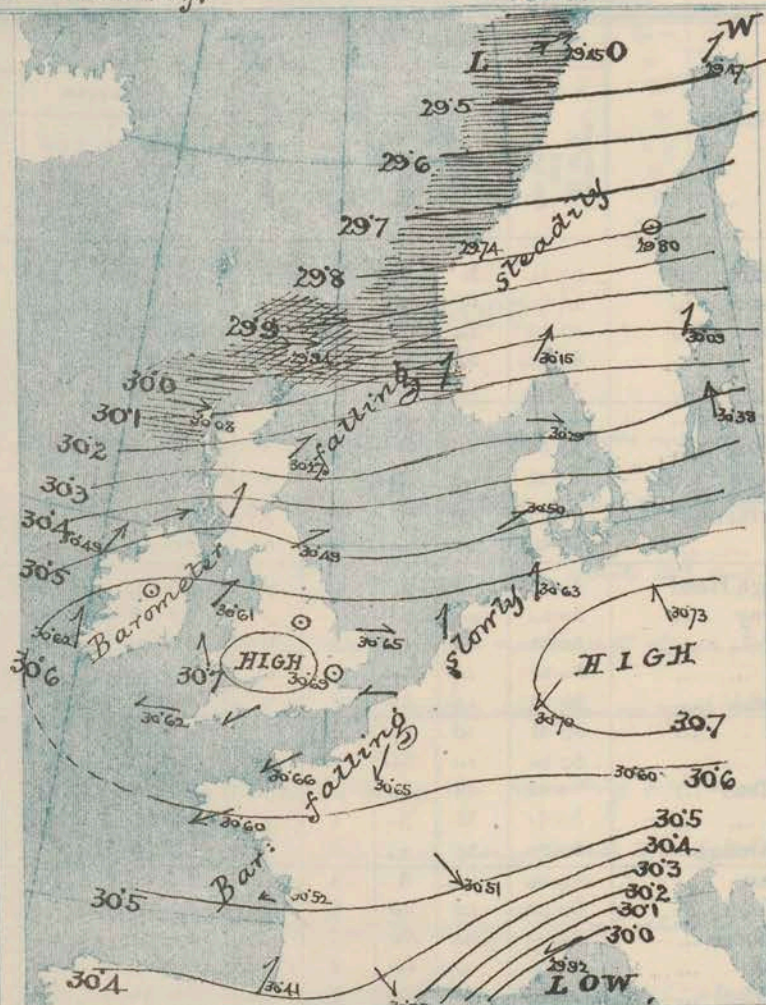 L 29.45 O W
29.47
29.5
29.6
29.7
29.74 steadily 29.80
29.8
29.9
29.94
30.0 30.15 30.03
30.1 30.08 falling 30.38
30.2
30.3
30.4 30.50
30.49 30.49
30.5
Barometer 30.61 slowly 30.63 30.73
30.62 30.65
HIGH HIGH
30.6 30.7 30.69
30.62 30.70 30.7
30.66 falling 30.65 30.60 30.6
30.60
Bar: 30.5
30.4
30.52 30.51 30.3
30.5 30.2
30.1
30.0
29.92
30.4 30.41 LOW